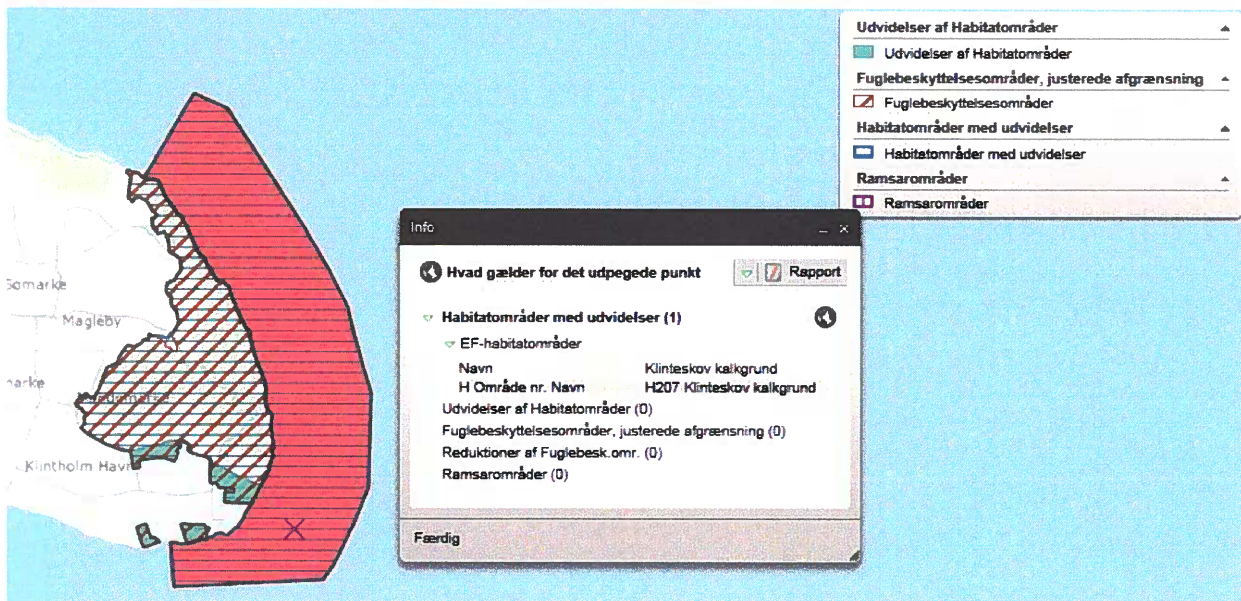 Udvidelser af Habitatområder
Udvidelser af Habitatområder
Fuglebeskyttelsesområder, justerede afgrænsning
Fuglebeskyttelsesområder
Habitatområder med udvidelser
Habitatområder med udvidelser
Ramsarområder
Ramsarområder
Info
Hvad gælder for det udpegede punkt
Rapport
Habitatområder med udvidelser (1)
EF-habitatområder
Navn Klinteskov kalkgrund
H Område nr. Navn H207 Klinteskov kalkgrund
Udvidelser af Habitatområder (0)
Fuglebeskyttelsesområder, justerede afgrænsning (0)
Reduktioner af Fuglebesk.omr. (0)
Ramsarområder (0)
Færdig
Sømarke
Magleby
marke
Klintholm Havn